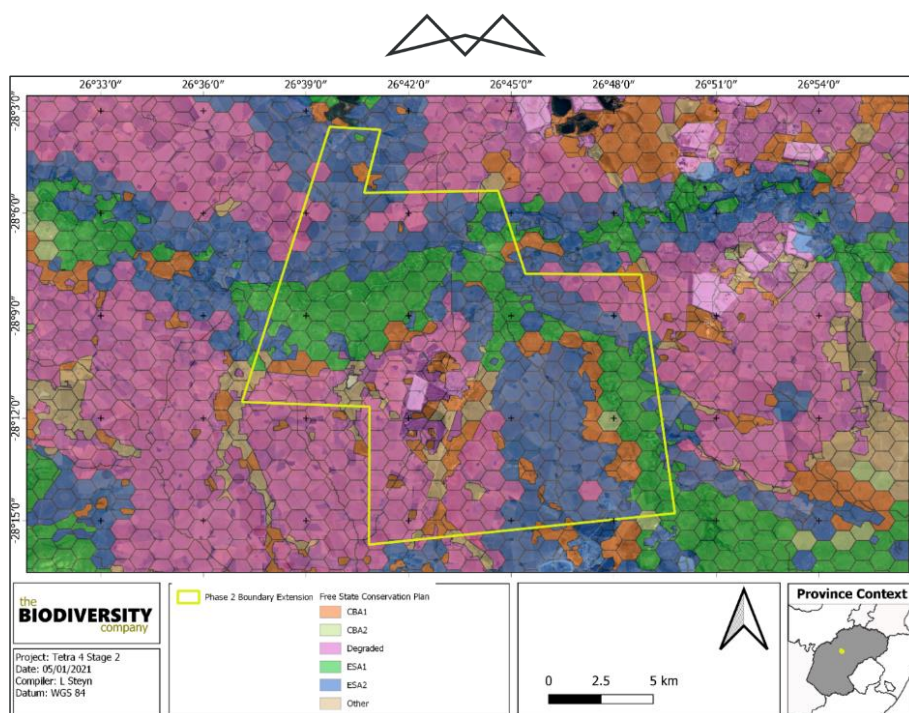 26°33'0" 26°36'0" 26°39'0" 26°42'0" 26°45'0" 26°48'0" 26°51'0" 26°54'0"
-28°3'0"
-28°6'0"
-28°9'0"
-28°12'0"
-28°15'0"
the
BIODIVERSITY
company
Project: Tetra 4 Stage 2
Date: 05/01/2021
Compiler: L Steyn
Datum: WGS 84
Phase 2 Boundary Extension
Free State Conservation Plan
CBA1
CBA2
Degraded
ESA1
ESA2
Other
0 2.5 5 km
Province Context